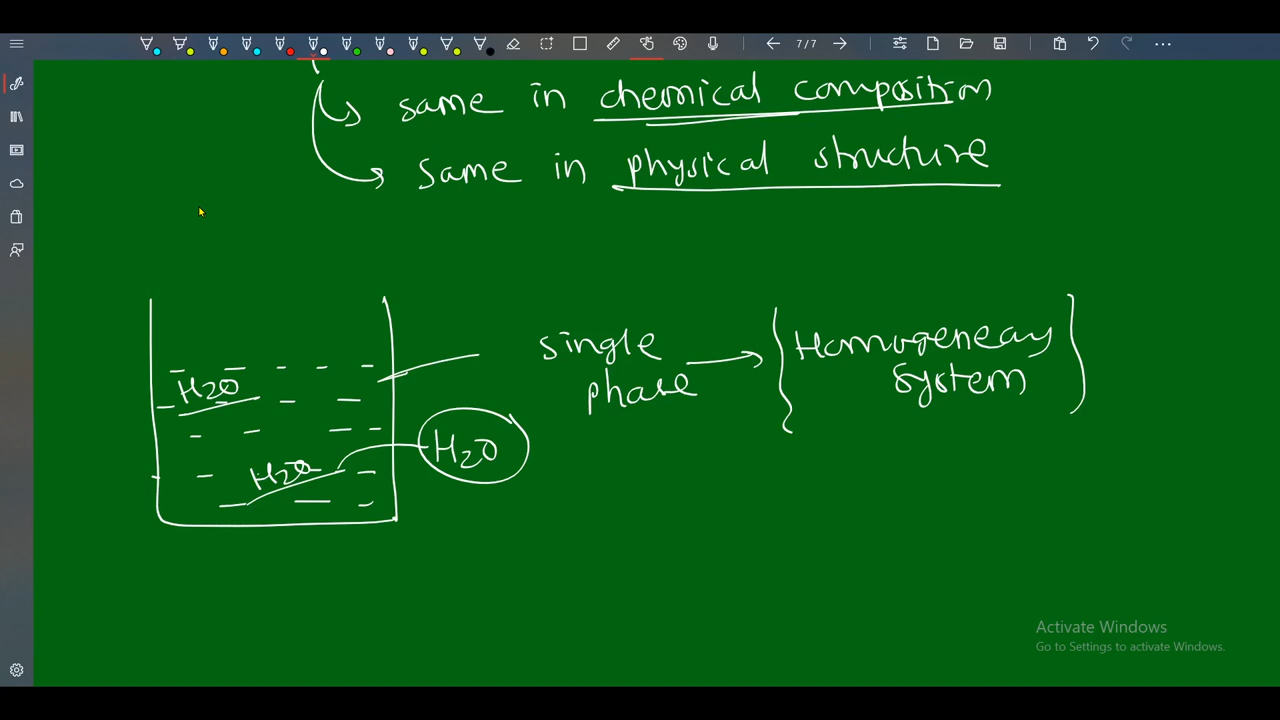 7/7
same in chemical composition
same in physical structure
single
phase
Homogeneous
system
H2O
H2O
H2O
Activate Windows
Go to Settings to activate Windows.